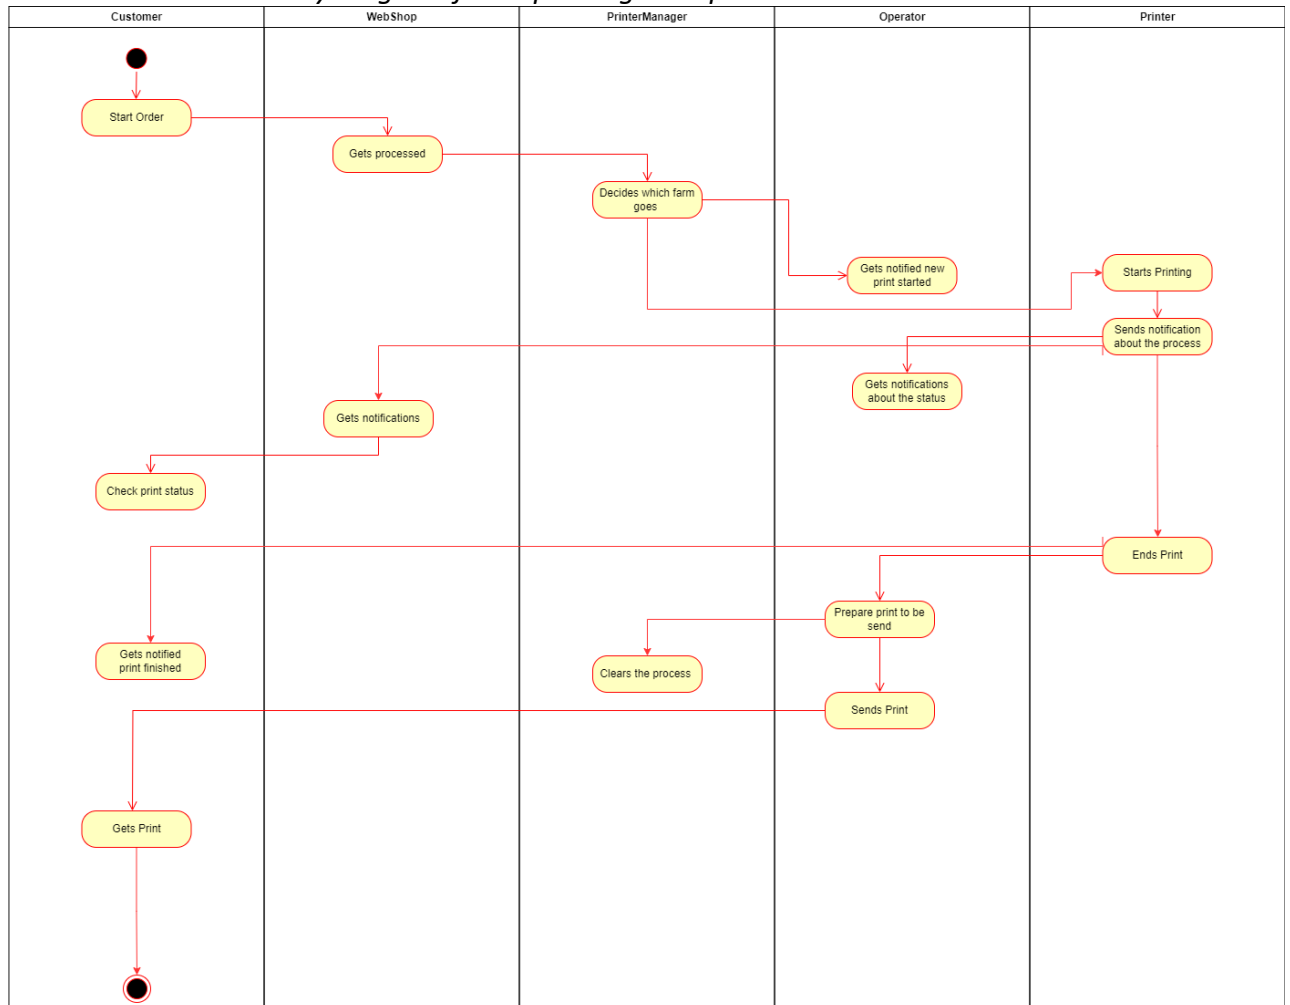 Customer
WebShop
PrinterManager
Operator
Printer
Start Order
Gets processed
Decides which farm
goes
Gets notified new
print started
Starts Printing
Sends notification
about the process
Gets notifications
about the status
Gets notifications
Check print status
Ends Print
Prepare print to be
send
Gets notified
print finished
Clears the process
Sends Print
Gets Print